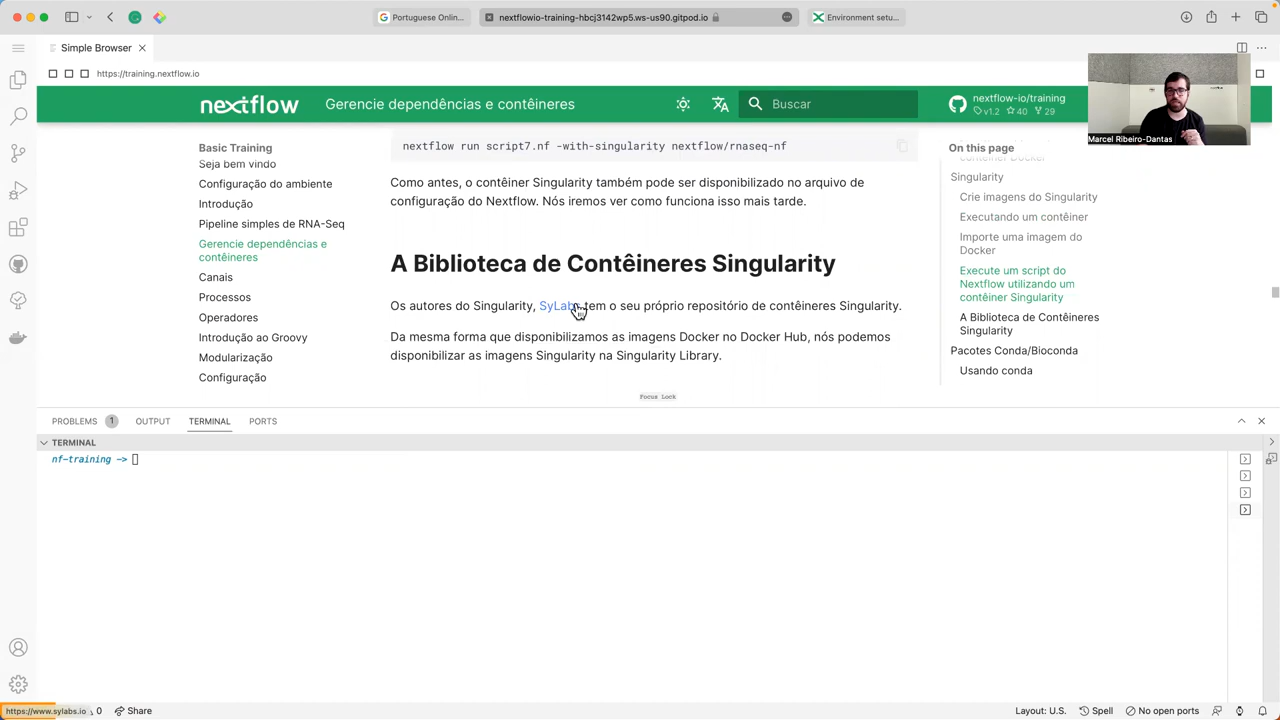 Portuguese Onlin...
nextflowio-training-hbcj3142wp5.ws-us90.gitpod.io
Environment setu...
Simple Browser
https://training.nextflow.io
nextflow
Gerencie dependências e contêineres
Buscar
nextflow-io/training
v1.2 40 29
Marcel Ribeiro-Dantas
Basic Training
Seja bem vindo
Configuração do ambiente
Introdução
Pipeline simples de RNA-Seq
Gerencie dependências e
contêineres
Canais
Processos
Operadores
Introdução ao Groovy
Modularização
Configuração
nextflow run script7.nf -with-singularity nextflow/rnaseq-nf
Como antes, o contêiner Singularity também pode ser disponibilizado no arquivo de
configuração do Nextflow. Nós iremos ver como funciona isso mais tarde.
A Biblioteca de Contêineres Singularity
Os autores do Singularity, SyLab tem o seu próprio repositório de contêineres Singularity.
Da mesma forma que disponibilizamos as imagens Docker no Docker Hub, nós podemos
disponibilizar as imagens Singularity na Singularity Library.
On this page
contêiner Docker
Singularity
Crie imagens do Singularity
Executando um contêiner
Importe uma imagem do
Docker
Execute um script do
Nextflow utilizando um
contêiner Singularity
A Biblioteca de Contêineres
Singularity
Pacotes Conda/Bioconda
Usando conda
Focus Lock
PROBLEMS 1 OUTPUT TERMINAL PORTS
TERMINAL
nf-training ->
https://www.sylabs.io 0 Share
Layout: U.S. Spell No open ports